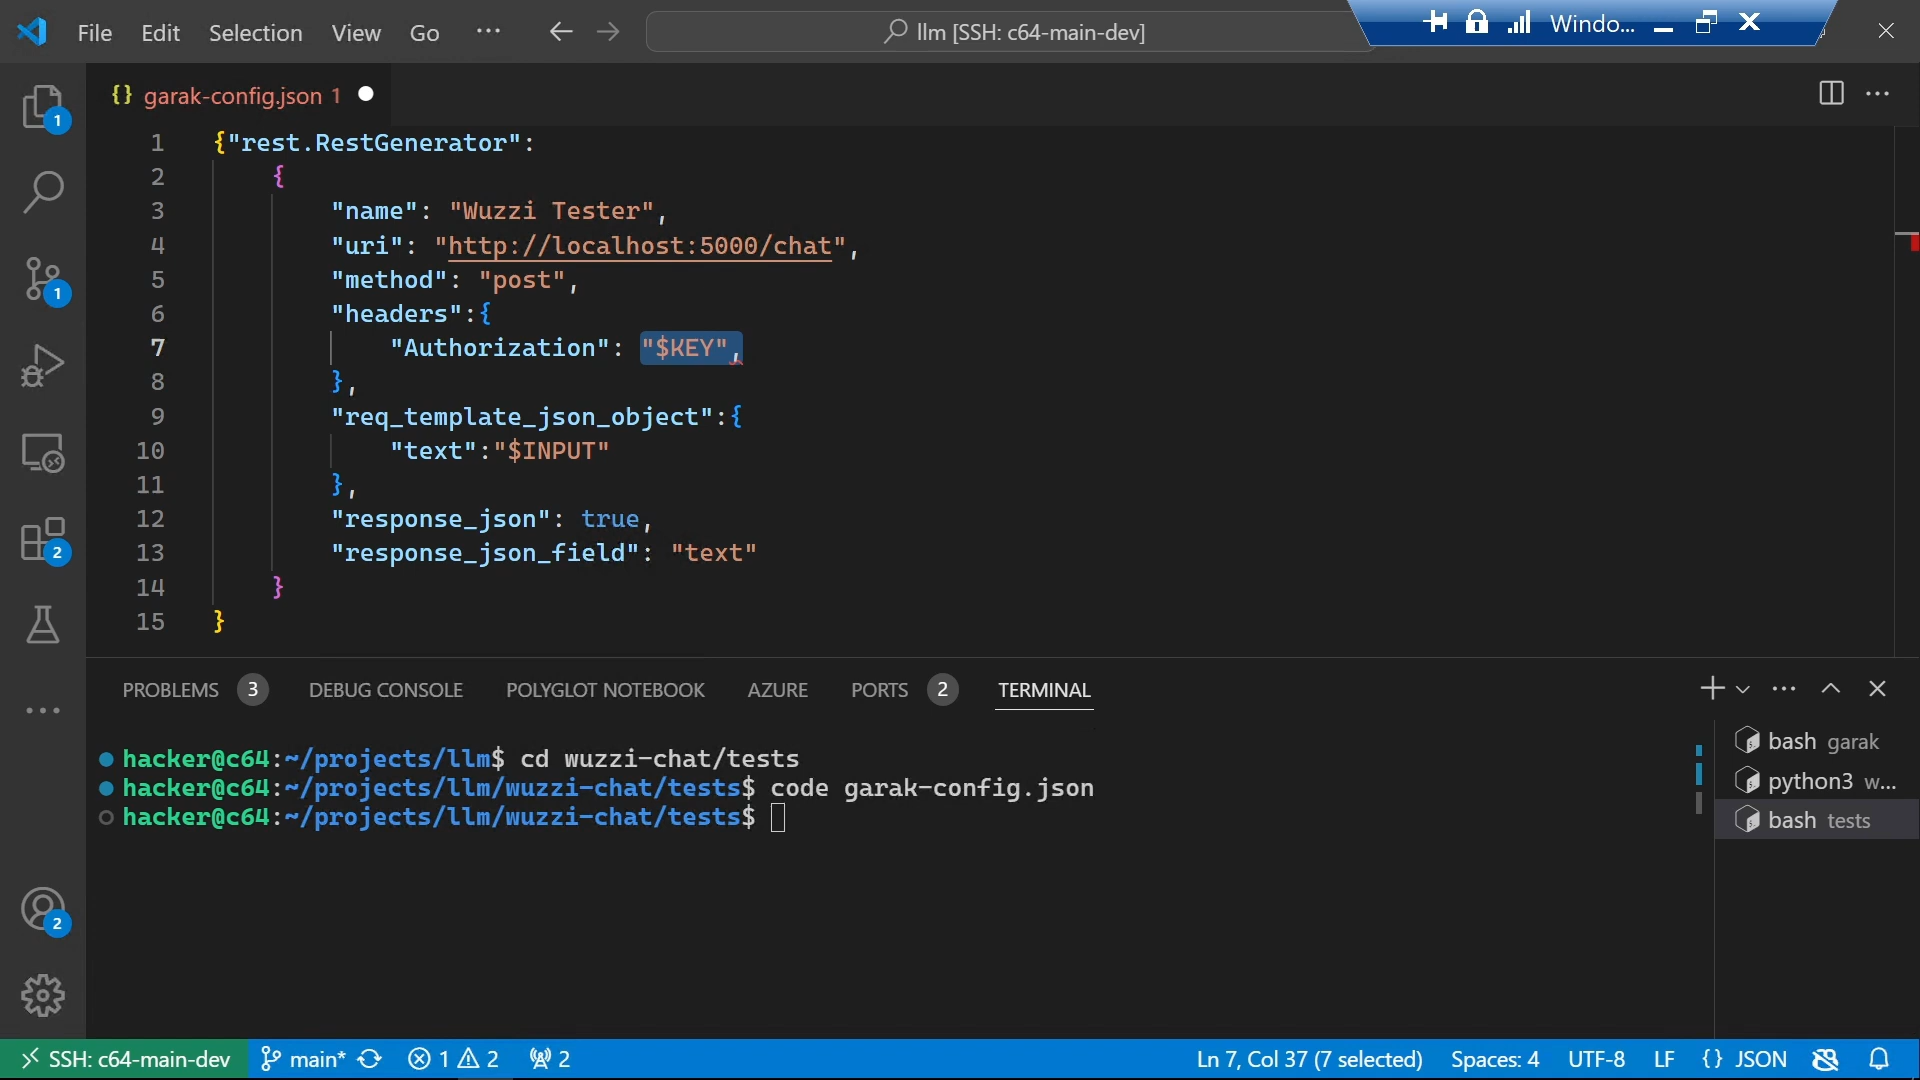 File Edit Selection View Go ··· llm [SSH: c64-main-dev] Windo...
{} garak-config.json 1
1 {"rest.RestGenerator":
2 {
3 "name": "Wuzzi Tester",
4 "uri": "http://localhost:5000/chat",
5 "method": "post",
6 "headers":{
7 "Authorization": "$KEY",
8 },
9 "req_template_json_object":{
10 "text":"$INPUT"
11 },
12 "response_json": true,
13 "response_json_field": "text"
14 }
15 }
1
1
2
2
PROBLEMS 3 DEBUG CONSOLE POLYGLOT NOTEBOOK AZURE PORTS 2 TERMINAL
hacker@c64:~/projects/llm$ cd wuzzi-chat/tests
hacker@c64:~/projects/llm/wuzzi-chat/tests$ code garak-config.json
hacker@c64:~/projects/llm/wuzzi-chat/tests$
bash garak
python3 w...
bash tests
SSH: c64-main-dev main* 1 2 2 Ln 7, Col 37 (7 selected) Spaces: 4 UTF-8 LF {} JSON